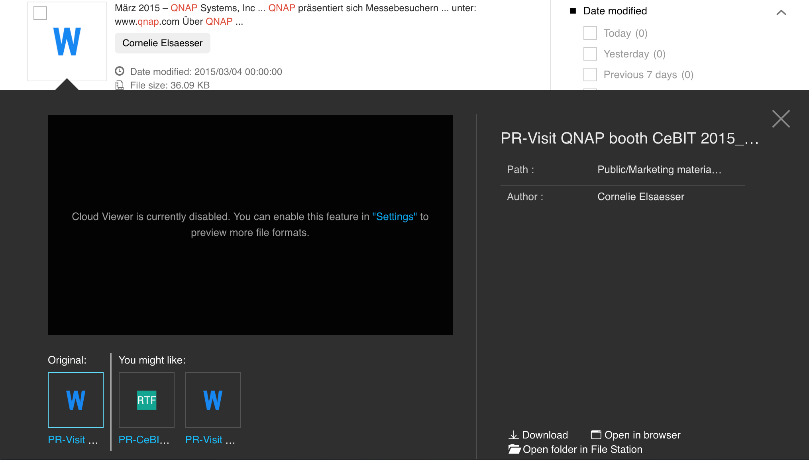 März 2015 – QNAP Systems, Inc ... QNAP präsentiert sich Messebesuchern ... unter:
www.qnap.com Über QNAP ...
Cornelie Elsaesser
Date modified: 2015/03/04 00:00:00
File size: 36.09 KB
Date modified
Today (0)
Yesterday (0)
Previous 7 days (0)
Cloud Viewer is currently disabled. You can enable this feature in "Settings" to
preview more file formats.
PR-Visit QNAP booth CeBIT 2015_...
Path : Public/Marketing materia...
Author : Cornelie Elsaesser
Original: You might like:
W RTF W
PR-Visit ... PR-CeBI... PR-Visit ...
Download Open in browser
Open folder in File Station